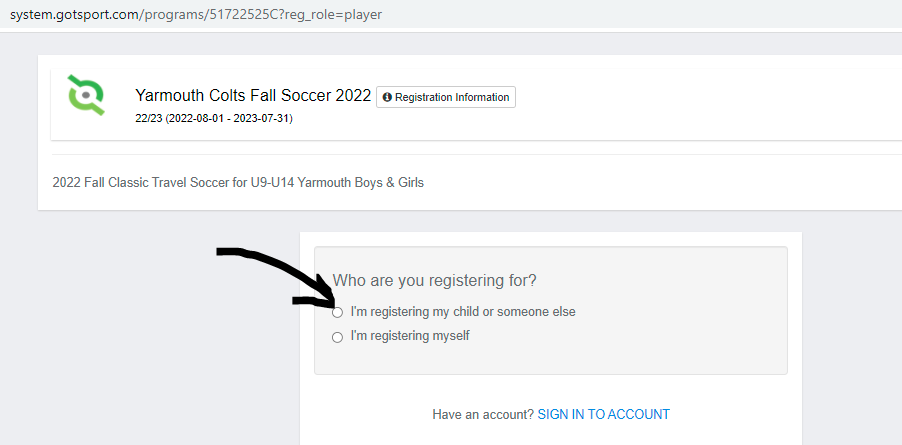 system.gotsport.com/programs/51722525C?reg_role=player
Yarmouth Colts Fall Soccer 2022 Registration Information
22/23 (2022-08-01 - 2023-07-31)
2022 Fall Classic Travel Soccer for U9-U14 Yarmouth Boys & Girls
Who are you registering for?
I'm registering my child or someone else
I'm registering myself
Have an account? SIGN IN TO ACCOUNT